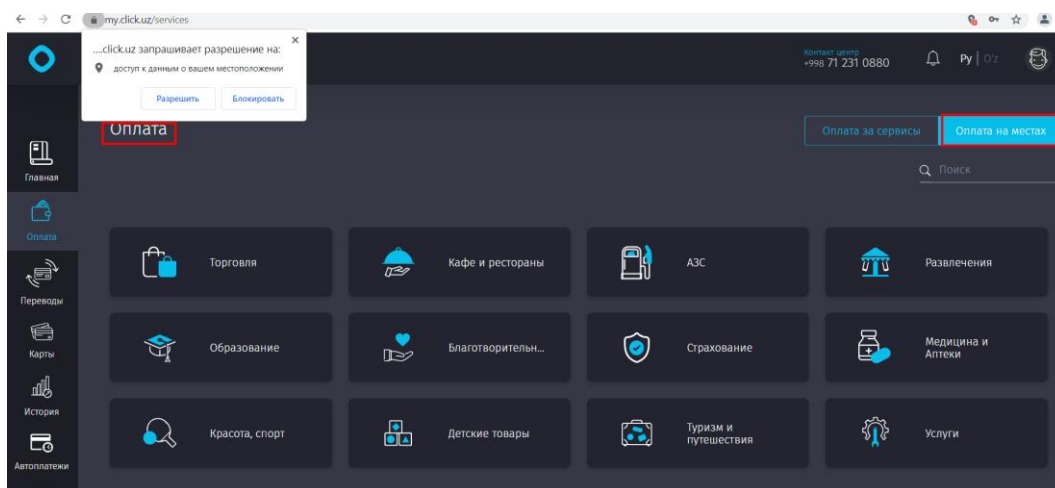 my.click.uz/services
....click.uz запрашивает разрешение на:
доступ к данным о вашем местоположении
Разрешить Блокировать
Контакт центр
+998 71 231 0880
Ру | O'z
Оплата
Оплата за сервисы Оплата на местах
Поиск
Главная
Оплата
Переводы
Карты
История
Автоплатежи
Торговля
Кафе и рестораны
АЗС
Развлечения
Образование
Благотворительн...
Страхование
Медицина и
Аптеки
Красота, спорт
Детские товары
Туризм и
путешествия
Услуги